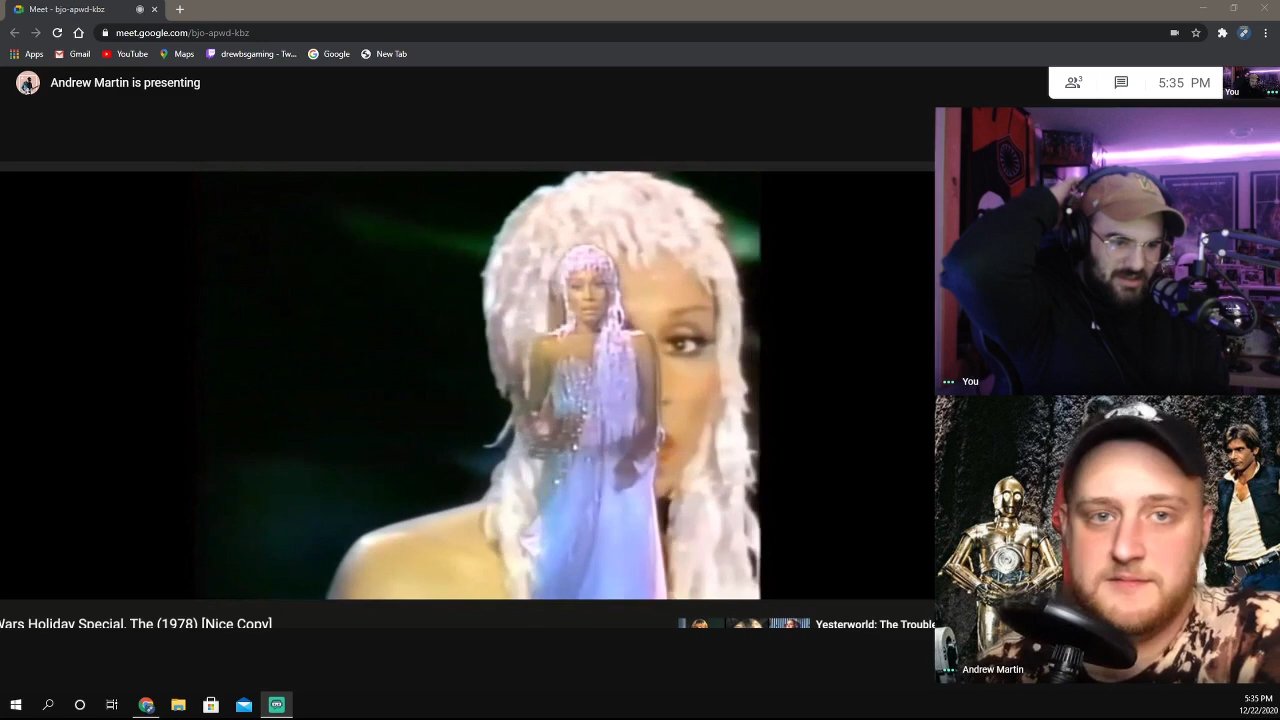 Meet - bjo-apwd-kbz
meet.google.com/bjo-apwd-kbz
Apps Gmail YouTube Maps drewbsgaming - Tw... Google New Tab
Andrew Martin is presenting
3
5:35 PM
You
You
Andrew Martin
Wars Holiday Special, The (1978) [Nice Copy]
Yesterworld: The Trouble
5:35 PM
12/22/2020